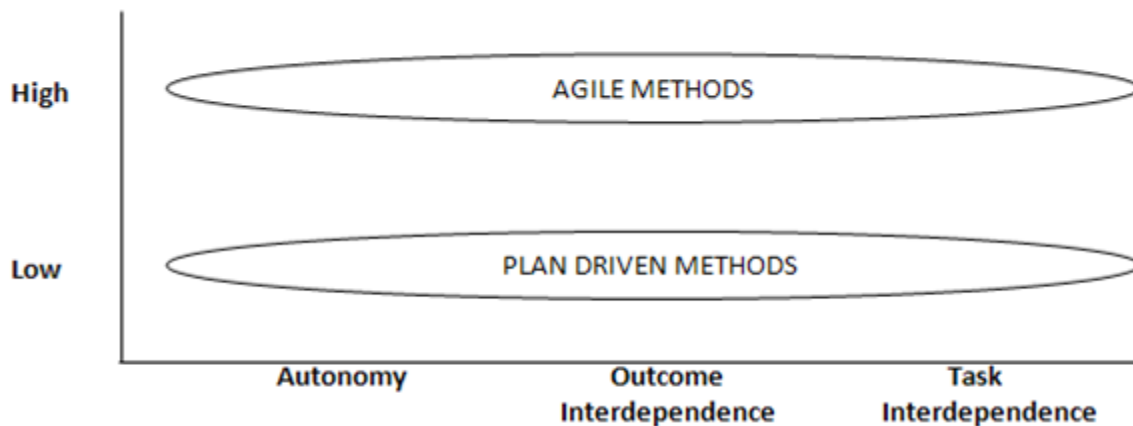 High
AGILE METHODS
Low
PLAN DRIVEN METHODS
Autonomy
Outcome
Interdependence
Task
Interdependence